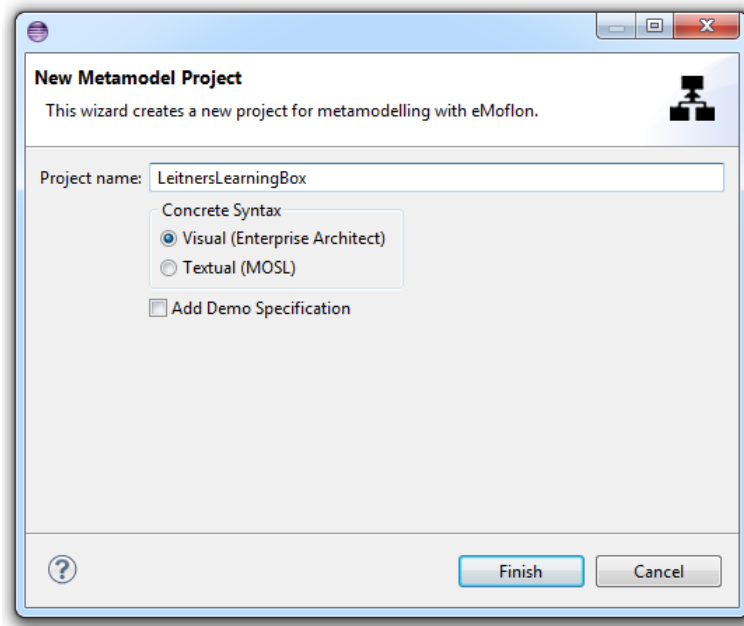 New Metamodel Project
This wizard creates a new project for metamodelling with eMoflon.
Project name: LeitnersLearningBox
Concrete Syntax
Visual (Enterprise Architect)
Textual (MOSL)
Add Demo Specification
?
Finish Cancel